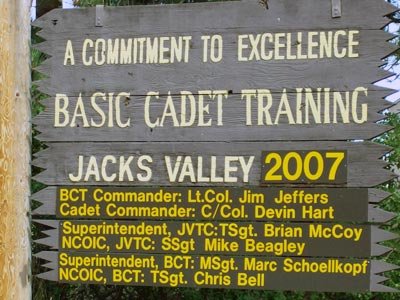 A COMMITMENT TO EXCELLENCE
BASIC CADET TRAINING
JACKS VALLEY 2007
BCT Commander: Lt.Col. Jim Jeffers
Cadet Commander: C/Col. Devin Hart
Superintendent, JVTC:TSgt. Brian McCoy
NCOIC, JVTC: SSgt Mike Beagley
Superintendent, BCT: MSgt. Marc Schoellkopf
NCOIC, BCT: TSgt. Chris Bell